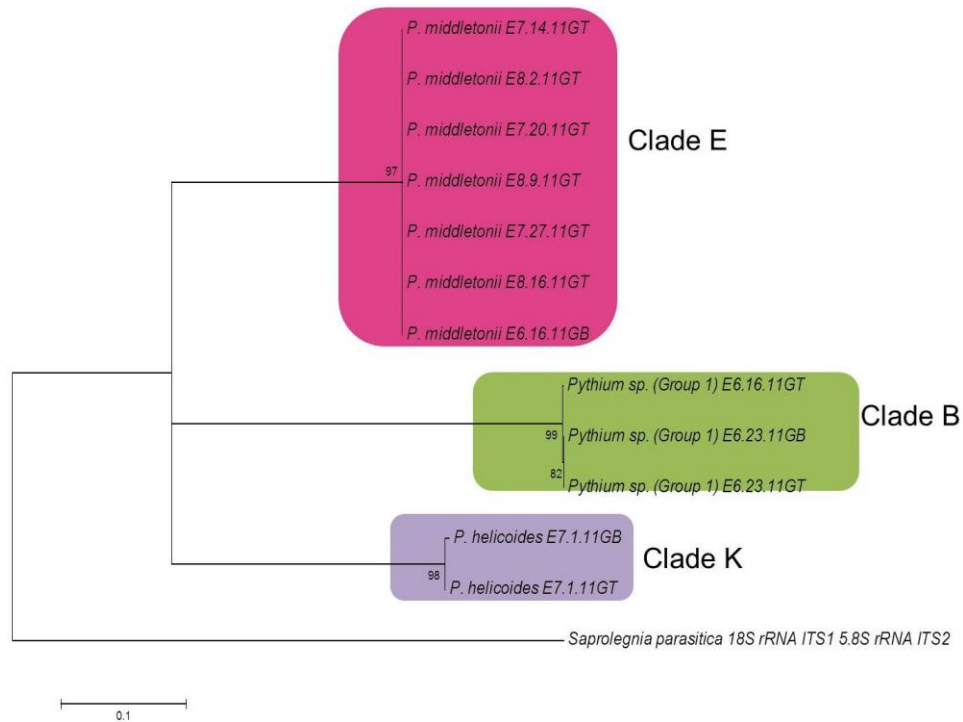 P. middletonii E7.14.11GT
P. middletonii E8.2.11GT
P. middletonii E7.20.11GT
Clade E
97
P. middletonii E8.9.11GT
P. middletonii E7.27.11GT
P. middletonii E8.16.11GT
P. middletonii E6.16.11GB
Pythium sp. (Group 1) E6.16.11GT
Clade B
99
Pythium sp. (Group 1) E6.23.11GB
82
Pythium sp. (Group 1) E6.23.11GT
P. helicoides E7.1.11GB
Clade K
98
P. helicoides E7.1.11GT
Saprolegnia parasitica 18S rRNA ITS1 5.8S rRNA ITS2
0.1